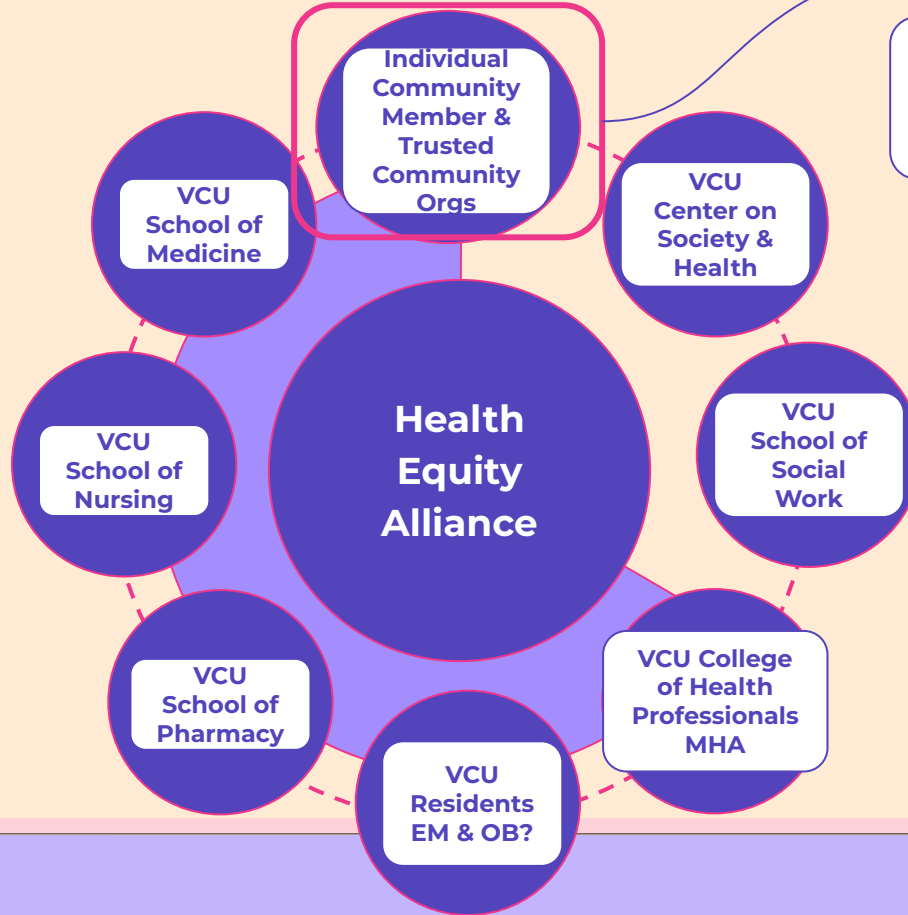 Individual
Community
Member &
Trusted
Community
Orgs
VCU
School of
Medicine
VCU
Center on
Society &
Health
VCU
School of
Nursing
Health
Equity
Alliance
VCU
School of
Social
Work
VCU
School of
Pharmacy
VCU
Residents
EM & OB?
VCU College
of Health
Professionals
MHA